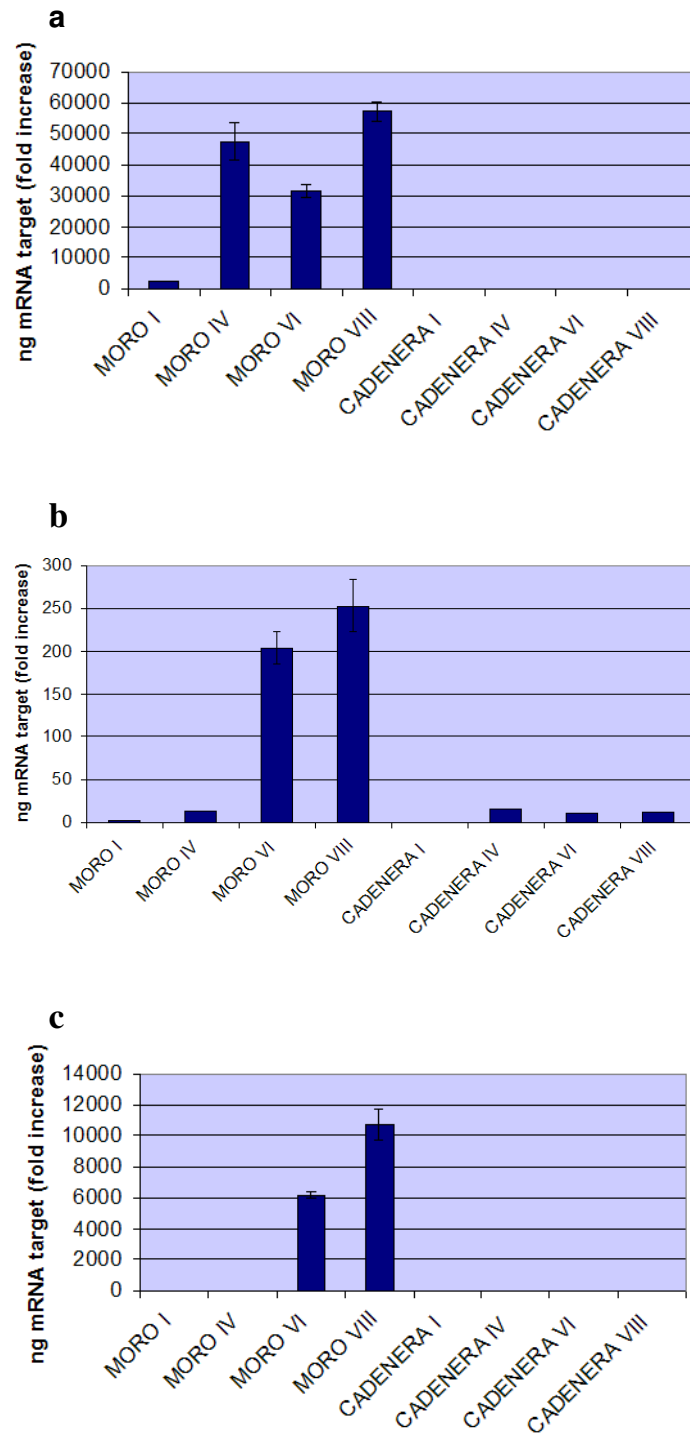 a
ng mRNA target (fold increase)
70000
60000
50000
40000
30000
20000
10000
0
MORO I
MORO IV
MORO VI
MORO VIII
CADENERA I
CADENERA IV
CADENERA VI
CADENERA VIII
b
ng mRNA target (fold increase)
300
250
200
150
100
50
0
MORO I
MORO IV
MORO VI
MORO VIII
CADENERA I
CADENERA IV
CADENERA VI
CADENERA VIII
c
ng mRNA target (fold increase)
14000
12000
10000
8000
6000
4000
2000
0
MORO I
MORO IV
MORO VI
MORO VIII
CADENERA I
CADENERA IV
CADENERA VI
CADENERA VIII